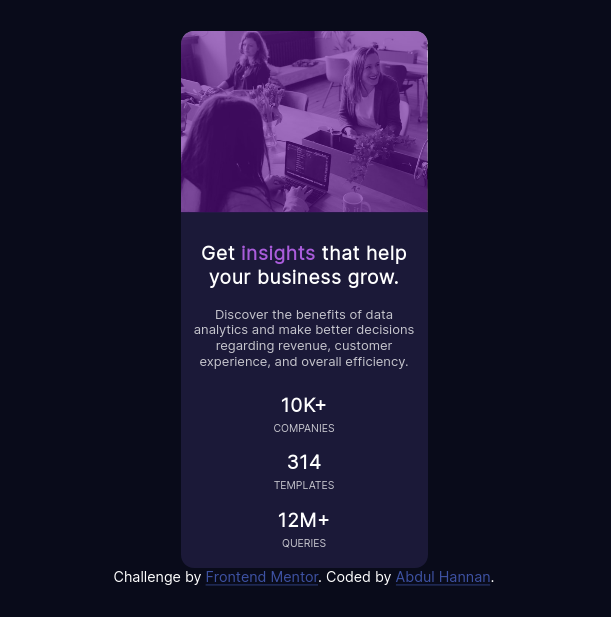 Get insights that help
your business grow.
Discover the benefits of data
analytics and make better decisions
regarding revenue, customer
experience, and overall efficiency.
10K+
COMPANIES
314
TEMPLATES
12M+
QUERIES
Challenge by Frontend Mentor. Coded by Abdul Hannan.